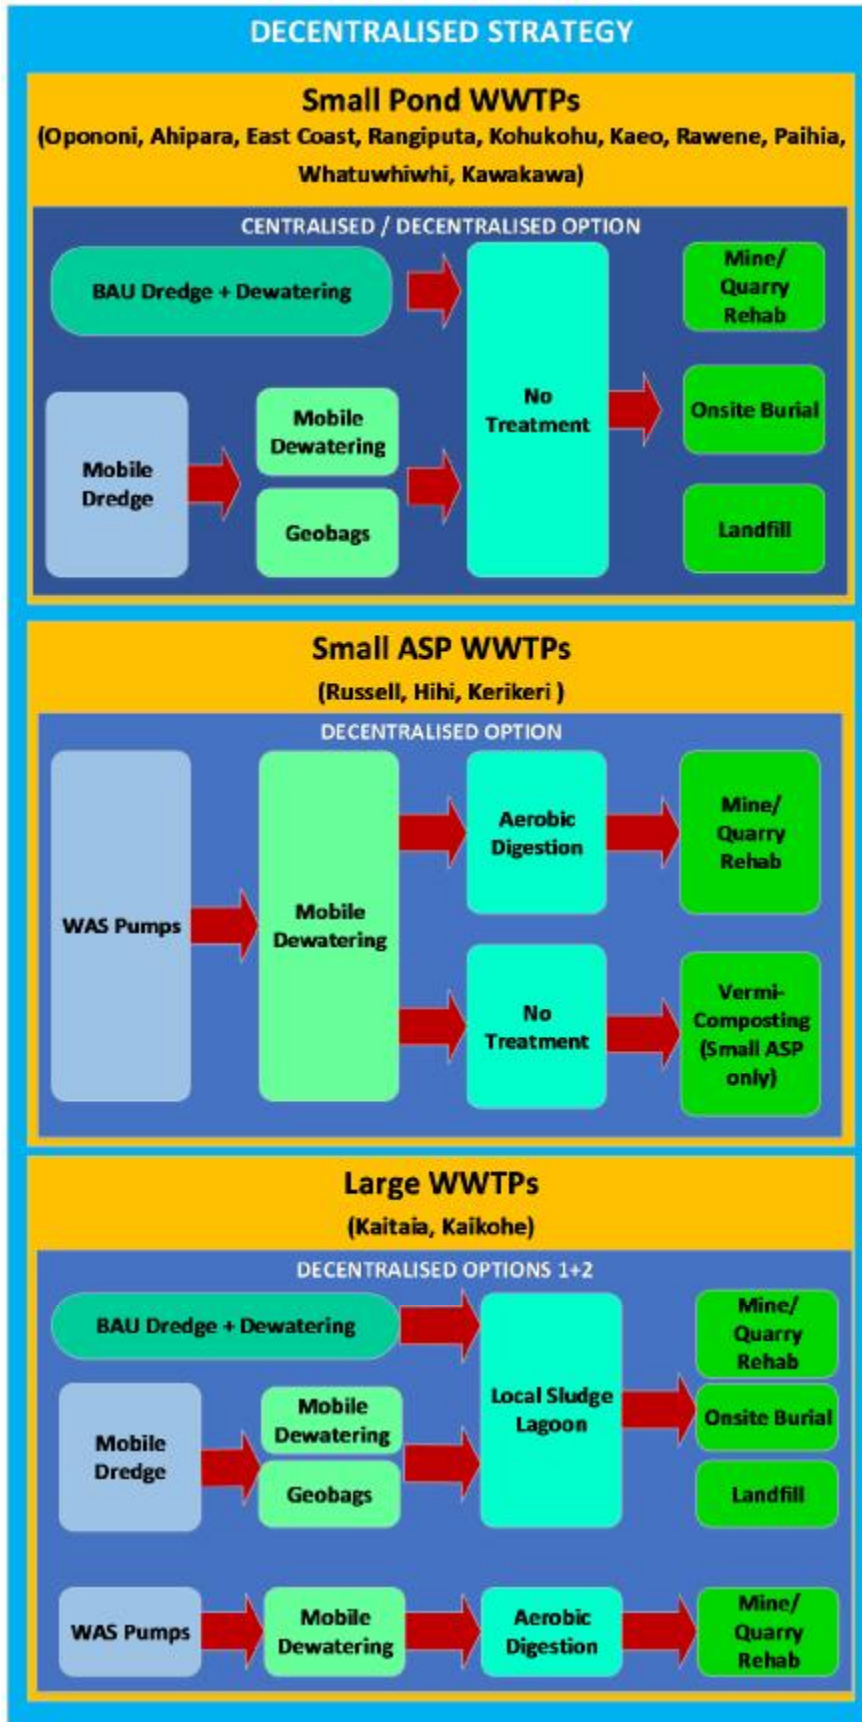 DECENTRALISED STRATEGY
Small Pond WWTPs
(Opononi, Ahipara, East Coast, Rangiputa, Kohukohu, Kaeo, Rawene, Paihia,
Whatuwhiwhi, Kawakawa)
CENTRALISED / DECENTRALISED OPTION
BAU Dredge + Dewatering
Mobile
Dredge
Mobile
Dewatering
Geobags
No
Treatment
Mine/
Quarry
Rehab
Onsite Burial
Landfill
Small ASP WWTPs
(Russell, Hihi, Kerikeri )
DECENTRALISED OPTION
WAS Pumps
Mobile
Dewatering
Aerobic
Digestion
Mine/
Quarry
Rehab
No
Treatment
Vermi-
Composting
(Small ASP
only)
Large WWTPs
(Kaitaia, Kaikohe)
DECENTRALISED OPTIONS 1+2
BAU Dredge + Dewatering
Mobile
Dredge
Mobile
Dewatering
Geobags
Local Sludge
Lagoon
Mine/
Quarry
Rehab
Onsite Burial
Landfill
WAS Pumps
Mobile
Dewatering
Aerobic
Digestion
Mine/
Quarry
Rehab